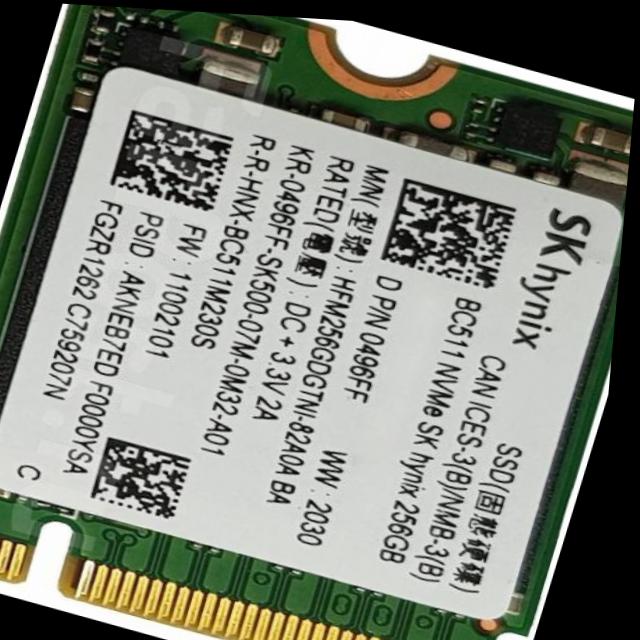 SK hynix
SSD(固態硬碟)
CAN ICES-3(B)/NMB-3(B)
BC511 NVMe SK hynix 256GB
D P/N 0496FF
MN(型號) : HFM256GDGTNI-82A0A BA
WW : 2030
RATED(電壓) : DC + 3.3V 2A
KR-0496FF-SK500-07M-0M32-A01
R-R-HNX-BC511M230S
FW : 11002101
PSID : AKNEB7ED F0000YSA
FGZR1262 C759207N
C